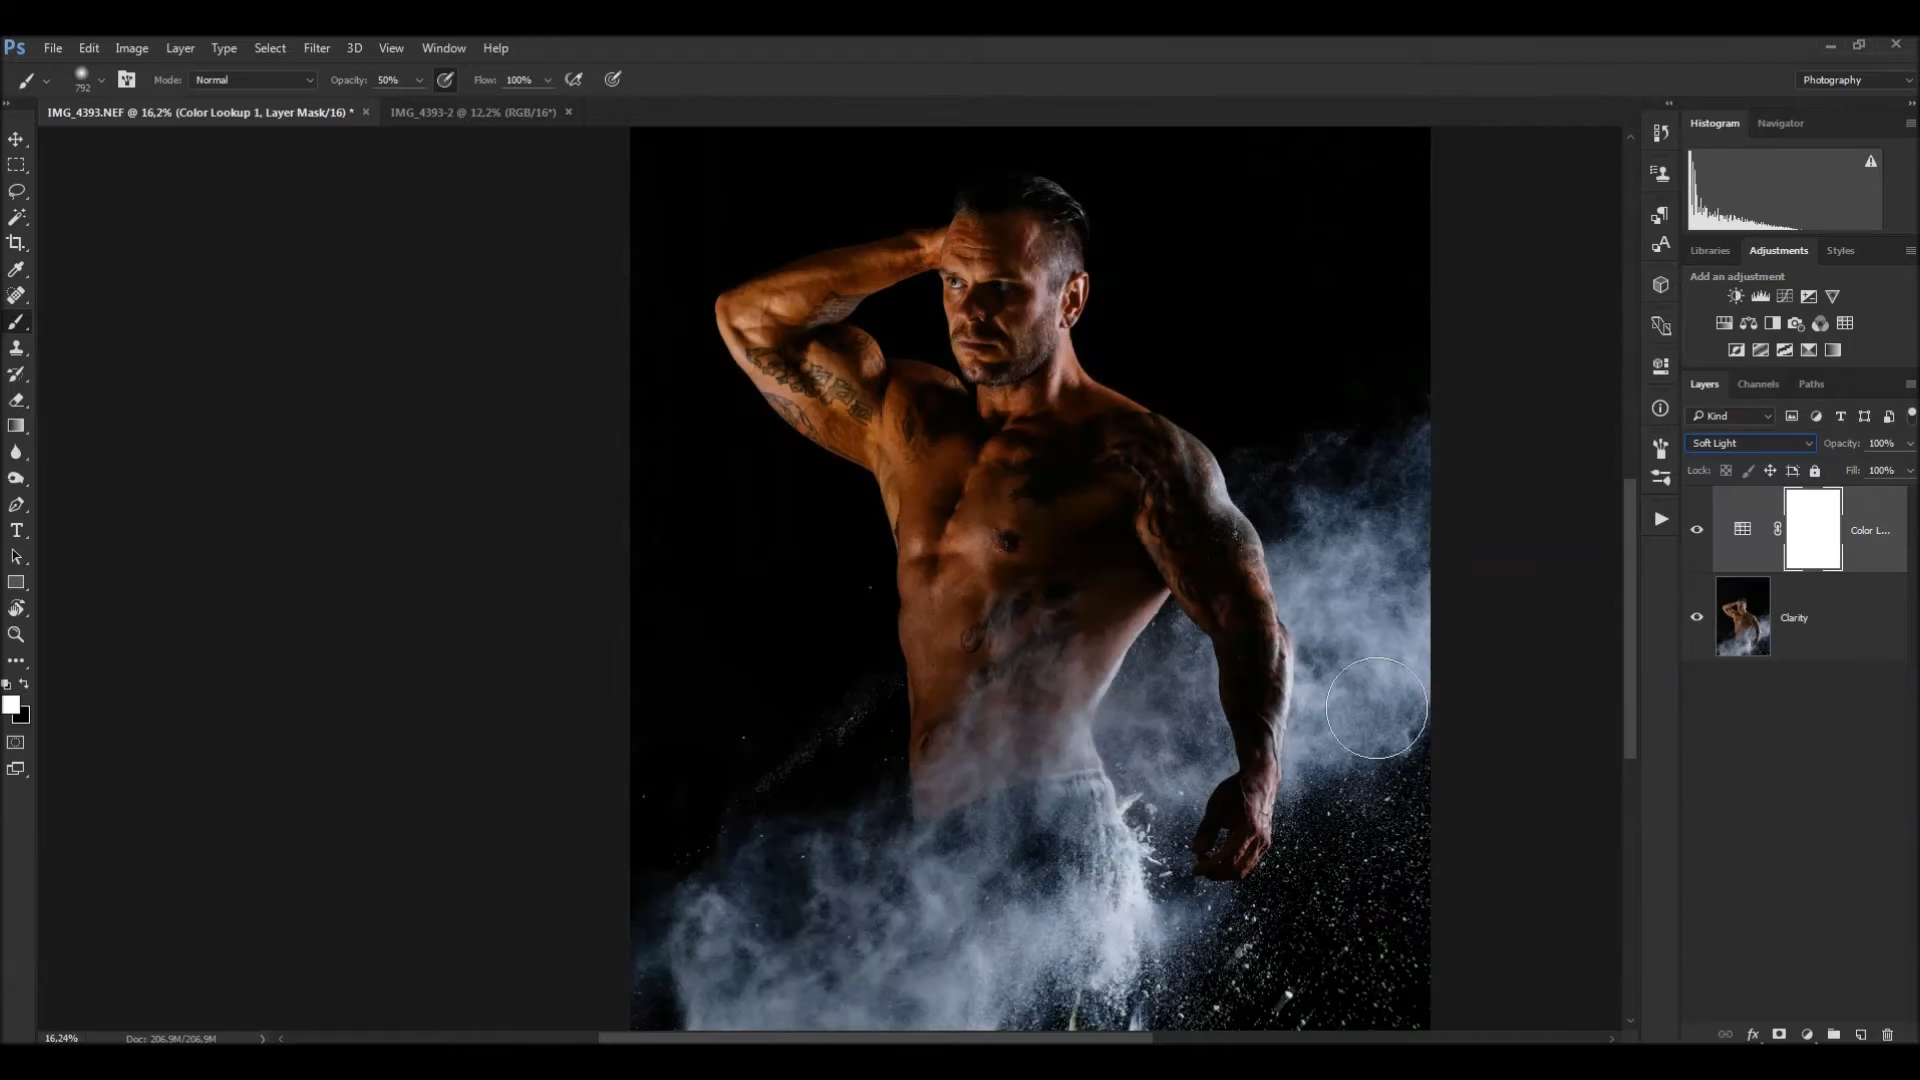 Ps File Edit Image Layer Type Select Filter 3D View Window Help
792 Mode: Normal Opacity: 50% Flow: 100% Photography
IMG_4393.NEF @ 16,2% (Color Lookup 1, Layer Mask/16) * × IMG_4393-2 @ 12,2% (RGB/16*) ×
Histogram Navigator
Libraries Adjustments Styles
Add an adjustment
Layers Channels Paths
Kind
Soft Light Opacity: 100%
Lock: Fill: 100%
Color L...
Clarity
16,24% Doc: 206,9M/206,9M